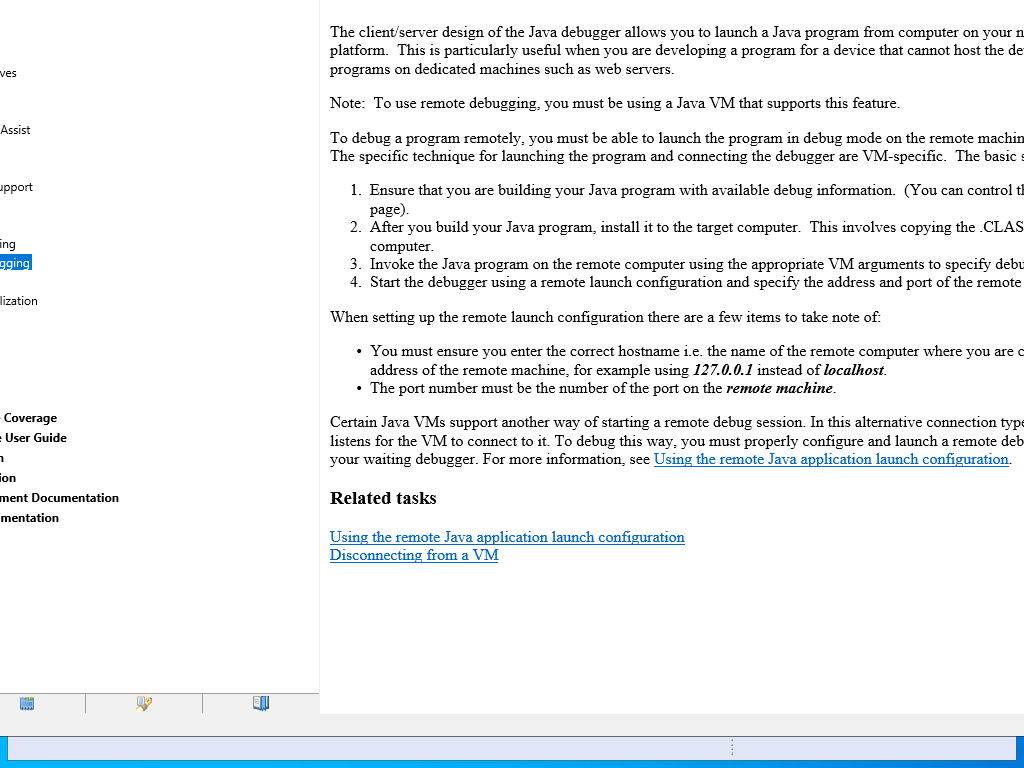 ves
Assist
upport
ing
gging
lization
Coverage
User Guide
n
ion
ment Documentation
mentation
The client/server design of the Java debugger allows you to launch a Java program from computer on your n
platform.  This is particularly useful when you are developing a program for a device that cannot host the de
programs on dedicated machines such as web servers.
Note:  To use remote debugging, you must be using a Java VM that supports this feature.
To debug a program remotely, you must be able to launch the program in debug mode on the remote machin
The specific technique for launching the program and connecting the debugger are VM-specific.  The basic s
1. Ensure that you are building your Java program with available debug information.  (You can control th
page).
2. After you build your Java program, install it to the target computer.  This involves copying the .CLAS
computer.
3. Invoke the Java program on the remote computer using the appropriate VM arguments to specify debu
4. Start the debugger using a remote launch configuration and specify the address and port of the remote
When setting up the remote launch configuration there are a few items to take note of:
• You must ensure you enter the correct hostname i.e. the name of the remote computer where you are c
address of the remote machine, for example using 127.0.0.1 instead of localhost.
• The port number must be the number of the port on the remote machine.
Certain Java VMs support another way of starting a remote debug session. In this alternative connection type
listens for the VM to connect to it. To debug this way, you must properly configure and launch a remote deb
your waiting debugger. For more information, see Using the remote Java application launch configuration.
Related tasks
Using the remote Java application launch configuration
Disconnecting from a VM